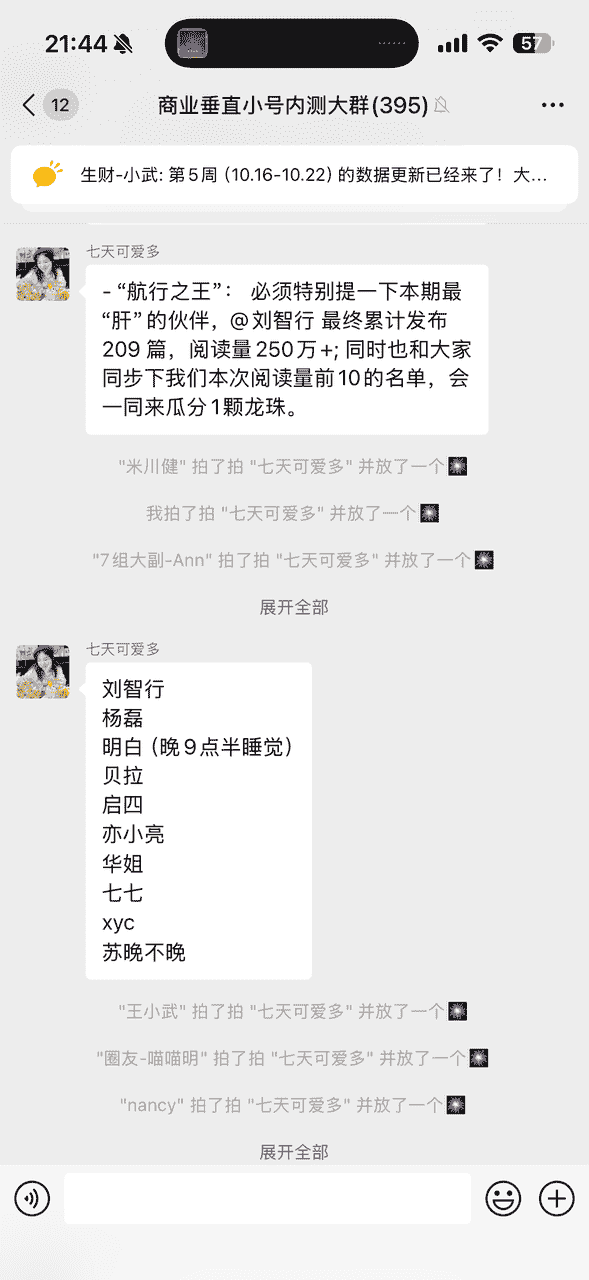 21:44
57
12
商业垂直小号内测大群(395)
生财-小武: 第5周（10.16-10.22）的数据更新已经来了！大...
七天可爱多
- “航行之王”： 必须特别提一下本期最
“肝”的伙伴，@刘智行 最终累计发布
209 篇，阅读量250万+; 同时也和大家
同步下我们本次阅读量前10的名单，会
一同来瓜分1颗龙珠。
"米川健" 拍了拍 "七天可爱多" 并放了一个
我拍了拍 "七天可爱多" 并放了一个
"7组大副-Ann" 拍了拍 "七天可爱多" 并放了一个
展开全部
七天可爱多
刘智行
杨磊
明白（晚9点半睡觉）
贝拉
启四
亦小亮
华姐
七七
xyc
苏晚不晚
"王小武" 拍了拍 "七天可爱多" 并放了一个
"圈友-喵喵明" 拍了拍 "七天可爱多" 并放了一个
"nancy" 拍了拍 "七天可爱多" 并放了一个
展开全部